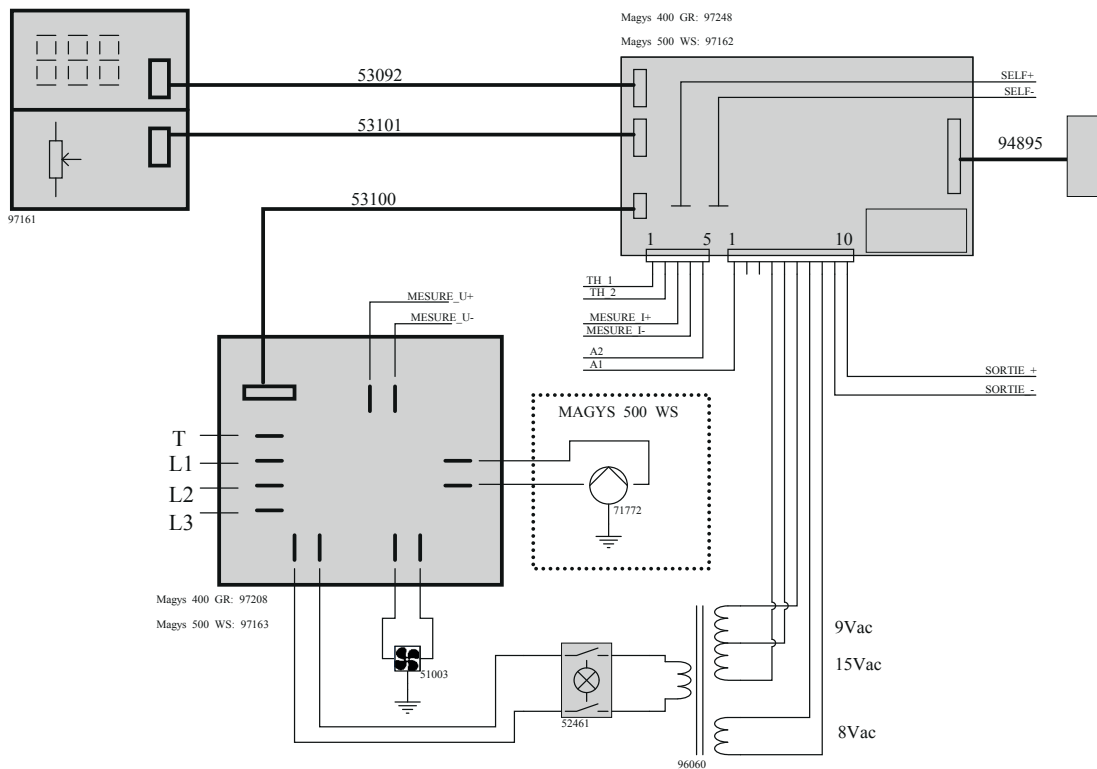 Magys 400 GR: 97248
Magys 500 WS: 97162
53092
SELF+
SELF-
53101
94895
53100
97161
1 5 1 10
TH_1
TH_2
MESURE_U+
MESURE_U-
MESURE_I+
MESURE_I-
A2
A1
SORTIE_+
SORTIE_-
MAGYS 500 WS
T
L1
L2
L3
71772
Magys 400 GR: 97208
Magys 500 WS: 97163
9Vac
15Vac
51003
52461
8Vac
96060